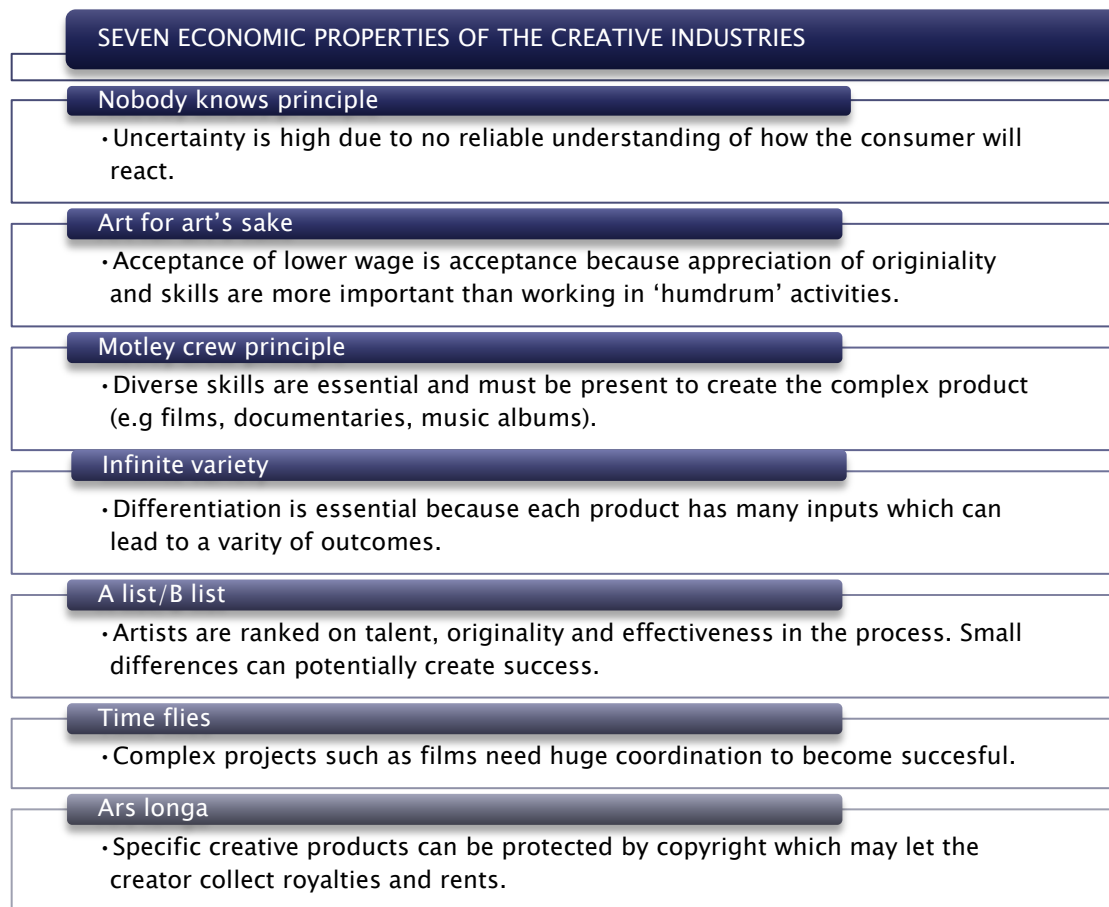 SEVEN ECONOMIC PROPERTIES OF THE CREATIVE INDUSTRIES
Nobody knows principle
·Uncertainty is high due to no reliable understanding of how the consumer will
react.
Art for art’s sake
·Acceptance of lower wage is acceptance because appreciation of originiality
and skills are more important than working in ‘humdrum’ activities.
Motley crew principle
·Diverse skills are essential and must be present to create the complex product
(e.g films, documentaries, music albums).
Infinite variety
·Differentiation is essential because each product has many inputs which can
lead to a varity of outcomes.
A list/B list
·Artists are ranked on talent, originality and effectiveness in the process. Small
differences can potentially create success.
Time flies
·Complex projects such as films need huge coordination to become succesful.
Ars longa
·Specific creative products can be protected by copyright which may let the
creator collect royalties and rents.